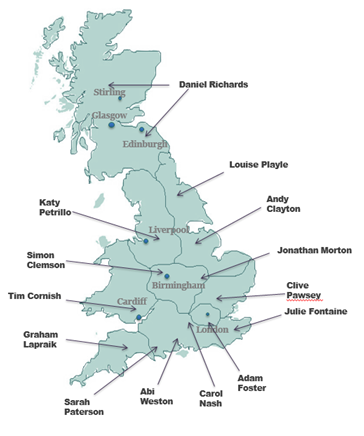 Daniel Richards
Stirling
Glasgow
Edinburgh
Louise Playle
Katy
Petrillo
Andy
Clayton
Liverpool
Simon
Clemson
Jonathan Morton
Birmingham
Clive
Pawsey
Tim Cornish
Cardiff
Julie Fontaine
London
Graham
Lapraik
Adam
Foster
Abi
Weston
Carol
Nash
Sarah
Paterson